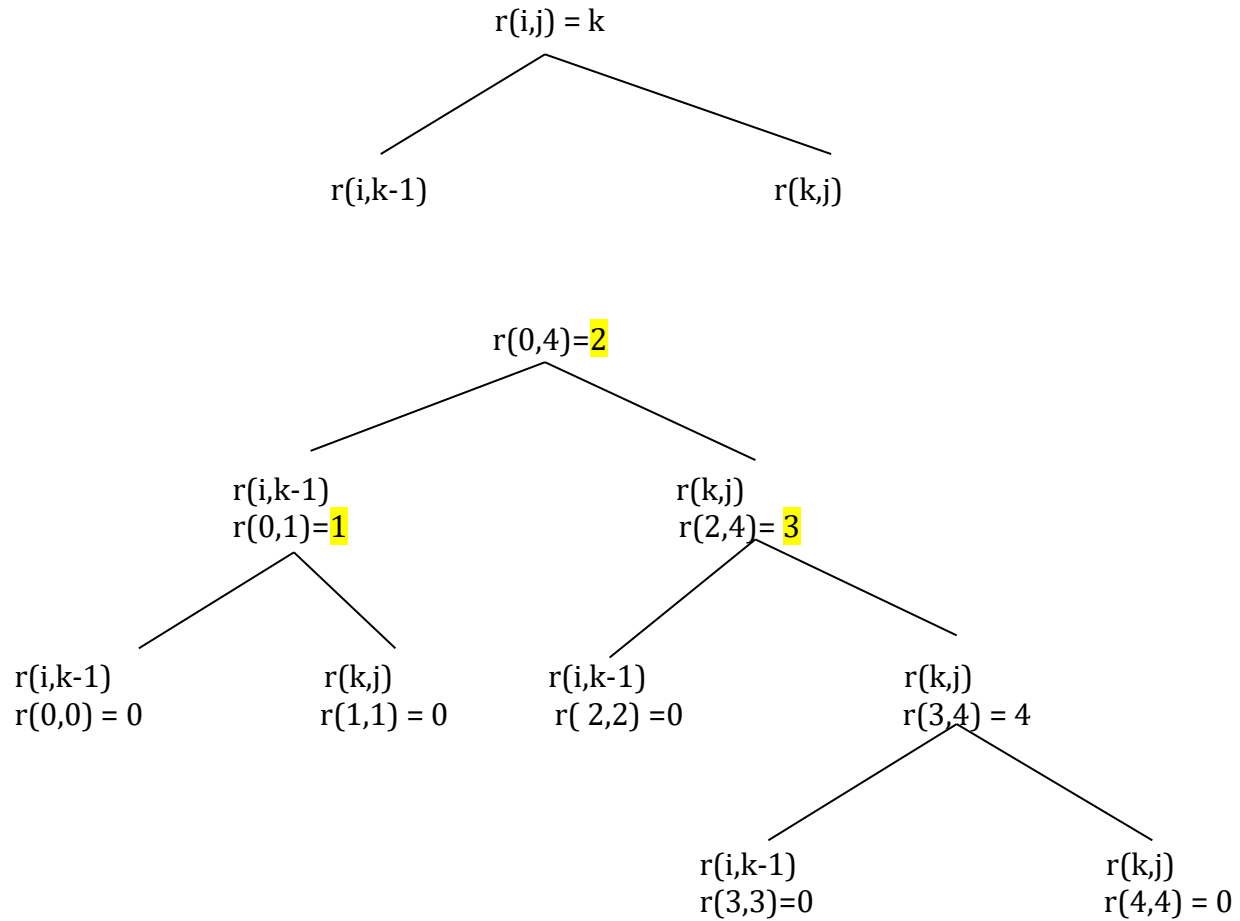 r(i,j) = k
r(i,k-1)
r(k,j)
r(0,4)=2
r(i,k-1)
r(0,1)=1
r(k,j)
r(2,4)= 3
r(i,k-1)
r(0,0) = 0
r(k,j)
r(1,1) = 0
r(i,k-1)
r( 2,2) =0
r(k,j)
r(3,4) = 4
r(i,k-1)
r(3,3)=0
r(k,j)
r(4,4) = 0